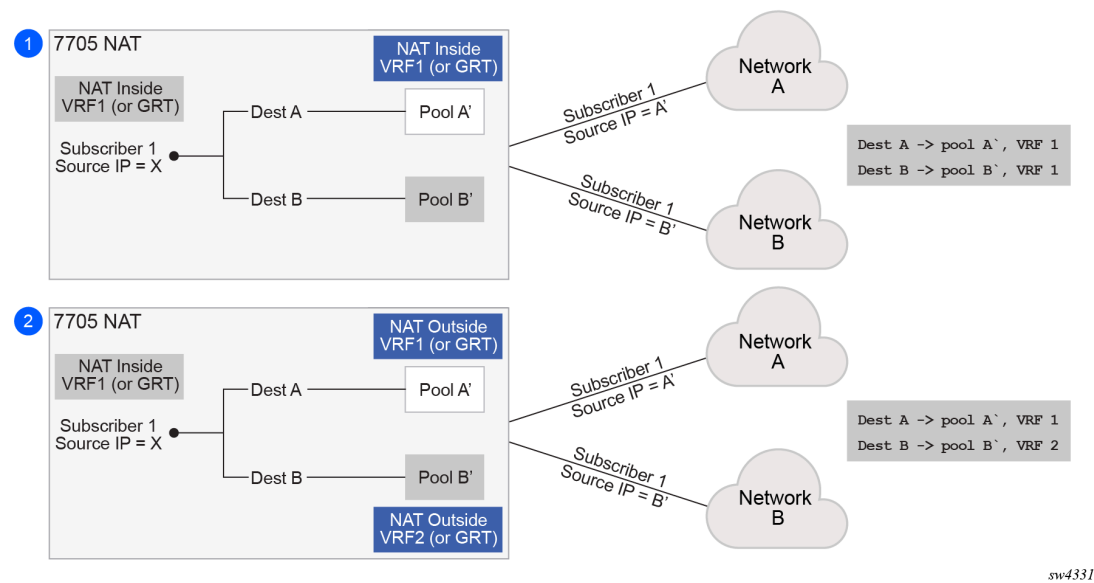 1
7705 NAT
NAT Inside
VRF1 (or GRT)
NAT Inside
VRF1 (or GRT)
Dest A
Pool A'
Subscriber 1
Source IP = X
Dest B
Pool B'
Subscriber 1
Source IP = A'
Network
A
Subscriber 1
Source IP = B'
Network
B
Dest A -> pool A`, VRF 1
Dest B -> pool B`, VRF 1
2
7705 NAT
NAT Outside
VRF1 (or GRT)
NAT Inside
VRF1 (or GRT)
Dest A
Pool A'
Subscriber 1
Source IP = X
Dest B
Pool B'
NAT Outside
VRF2 (or GRT)
Subscriber 1
Source IP = A'
Network
A
Subscriber 1
Source IP = B'
Network
B
Dest A -> pool A`, VRF 1
Dest B -> pool B`, VRF 2
sw4331